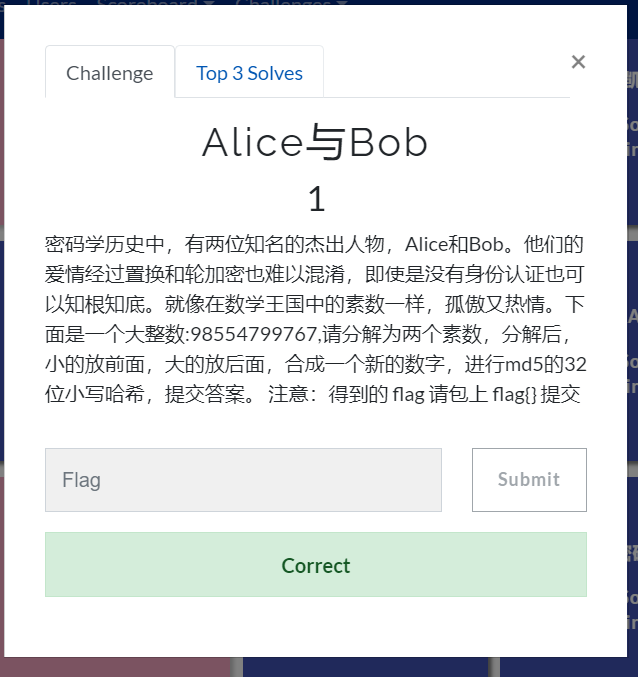 Users Scoreboard Challenges
Challenge
Top 3 Solves
×
Alice与Bob
1
密码学历史中，有两位知名的杰出人物，Alice和Bob。他们的
爱情经过置换和轮加密也难以混淆，即使是没有身份认证也可
以知根知底。就像在数学王国中的素数一样，孤傲又热情。下
面是一个大整数:98554799767,请分解为两个素数，分解后，
小的放前面，大的放后面，合成一个新的数字，进行md5的32
位小写哈希，提交答案。 注意：得到的 flag 请包上 flag{} 提交
Flag
Submit
Correct